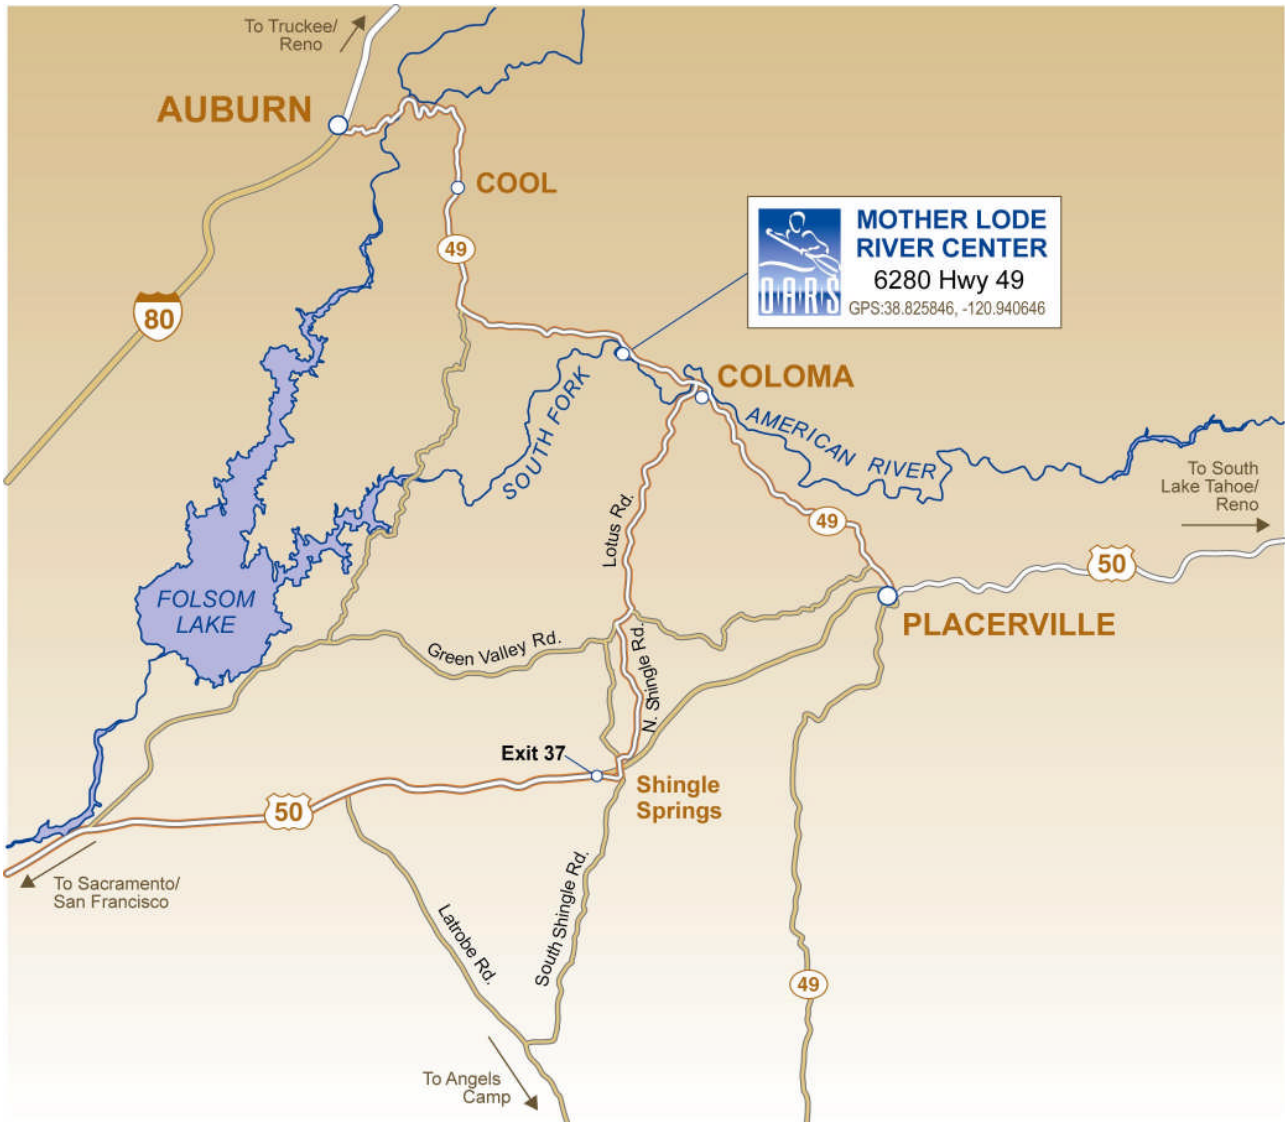 To Truckee/
Reno
AUBURN
COOL
49
80
OARS
MOTHER LODE
RIVER CENTER
6280 Hwy 49
GPS:38.825846, -120.940646
COLOMA
SOUTH FORK
AMERICAN RIVER
To South
Lake Tahoe/
Reno
Lotus Rd.
49
50
FOLSOM
LAKE
PLACERVILLE
Green Valley Rd.
N. Shingle Rd.
Exit 37
Shingle
Springs
50
To Sacramento/
San Francisco
Latrobe Rd.
South Shingle Rd.
49
To Angels
Camp